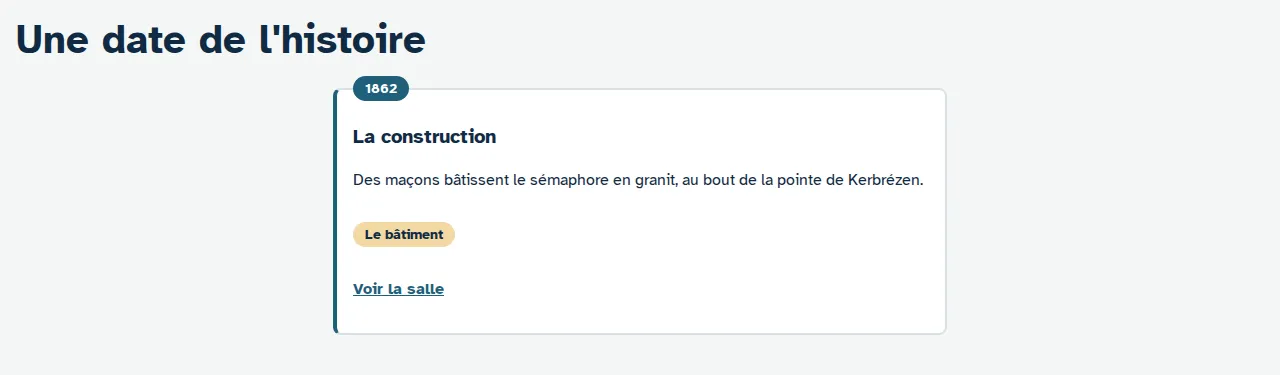 Une date de l'histoire
1862
La construction
Des maçons bâtissent le sémaphore en granit, au bout de la pointe de Kerbrézen.
Le bâtiment
Voir la salle